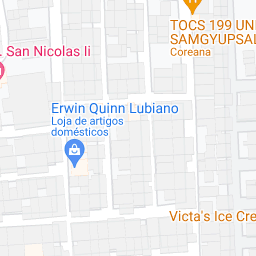 TOCS 199 UN
SAMGYUPSAL
Coreana
. San Nicolas Ii
Erwin Quinn Lubiano
Loja de artigos
domésticos
Victa's Ice Cre